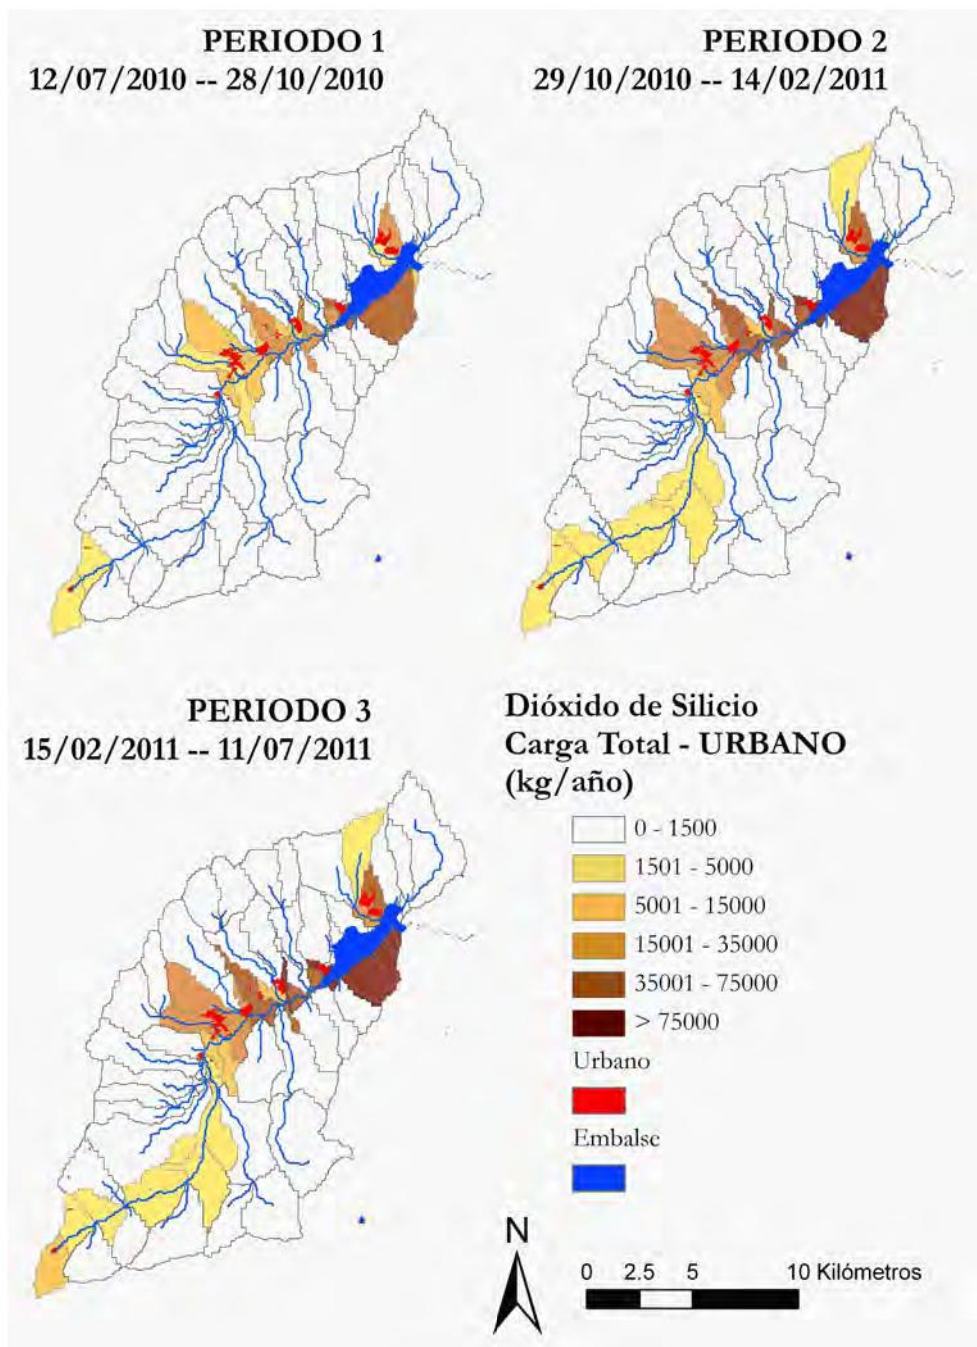 PERIODO 1
12/07/2010 -- 28/10/2010
PERIODO 2
29/10/2010 -- 14/02/2011
PERIODO 3
15/02/2011 -- 11/07/2011
Dióxido de Silicio
Carga Total - URBANO
(kg/año)
0 - 1500
1501 - 5000
5001 - 15000
15001 - 35000
35001 - 75000
> 75000
Urbano
Embalse
N
0 2.5 5 10 Kilómetros